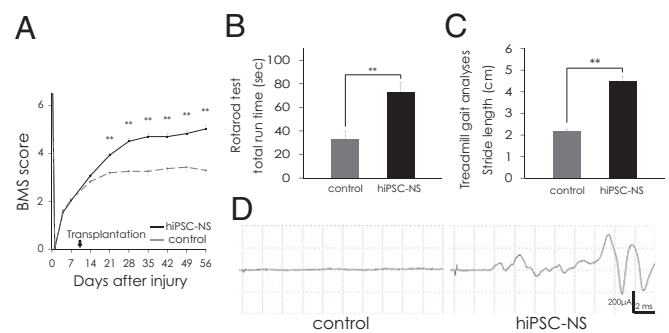 A
BMS score
6
4
2
0
** ** ** ** ** **
Transplantation
hiPSC-NS
control
0 7 14 21 28 35 42 49 56
Days after injury
B
Rotarod test
total run time (sec)
100
80
60
40
20
0
**
control hiPSC-NS
C
Treadmill gait analyses
Stride length (cm)
6
5
4
3
2
1
0
**
control hiPSC-NS
D
200μA
2 ms
control hiPSC-NS